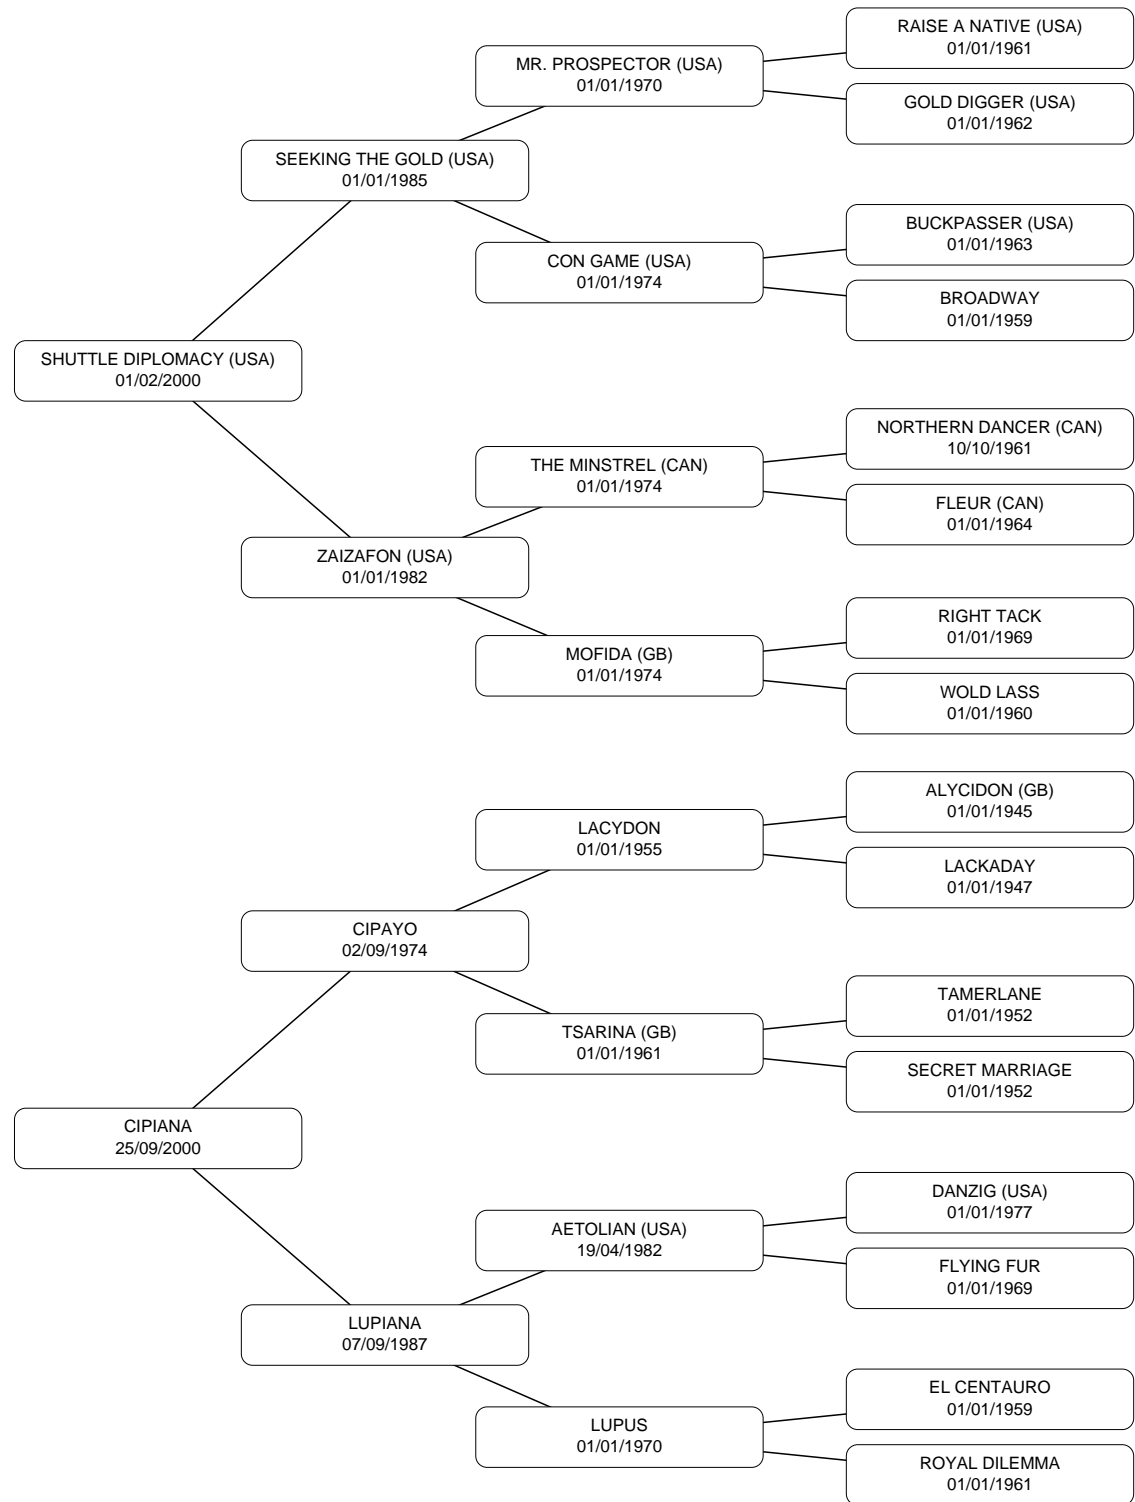 RAISE A NATIVE (USA)
01/01/1961
MR. PROSPECTOR (USA)
01/01/1970
GOLD DIGGER (USA)
01/01/1962
SEEKING THE GOLD (USA)
01/01/1985
BUCKPASSER (USA)
01/01/1963
CON GAME (USA)
01/01/1974
BROADWAY
01/01/1959
SHUTTLE DIPLOMACY (USA)
01/02/2000
NORTHERN DANCER (CAN)
10/10/1961
THE MINSTREL (CAN)
01/01/1974
FLEUR (CAN)
01/01/1964
ZAIZAFON (USA)
01/01/1982
RIGHT TACK
01/01/1969
MOFIDA (GB)
01/01/1974
WOLD LASS
01/01/1960
ALYCIDON (GB)
01/01/1945
LACYDON
01/01/1955
LACKADAY
01/01/1947
CIPAYO
02/09/1974
TAMERLANE
01/01/1952
TSARINA (GB)
01/01/1961
SECRET MARRIAGE
01/01/1952
CIPIANA
25/09/2000
DANZIG (USA)
01/01/1977
AETOLIAN (USA)
19/04/1982
FLYING FUR
01/01/1969
LUPIANA
07/09/1987
EL CENTAURO
01/01/1959
LUPUS
01/01/1970
ROYAL DILEMMA
01/01/1961